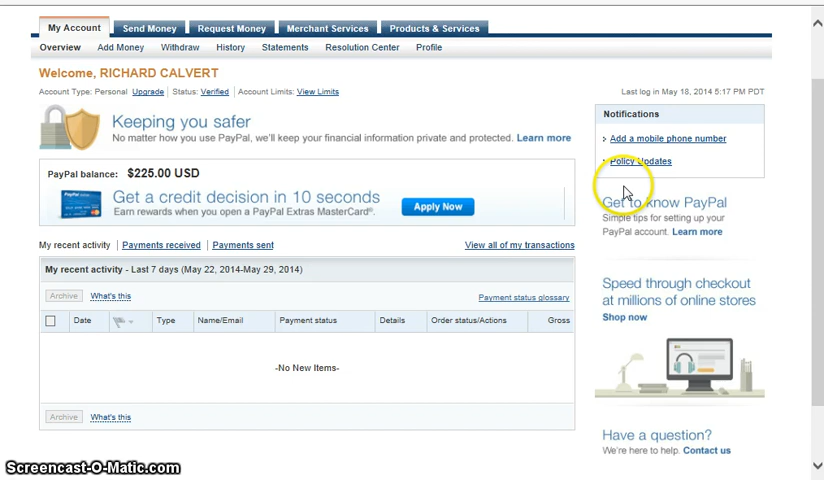 My Account Send Money Request Money Merchant Services Products & Services
Overview Add Money Withdraw History Statements Resolution Center Profile
Welcome, RICHARD CALVERT
Account Type: Personal Upgrade Status: Verified Account Limits: View Limits
Last log in May 18, 2014 5:17 PM PDT
Keeping you safer
No matter how you use PayPal, we'll keep your financial information private and protected. Learn more
PayPal balance: $225.00 USD
PayPal
Get a credit decision in 10 seconds
Earn rewards when you open a PayPal Extras MasterCard®.
Apply Now
My recent activity Payments received Payments sent View all of my transactions
My recent activity - Last 7 days (May 22, 2014-May 29, 2014)
Archive What's this Payment status glossary
Date Type Name/Email Payment status Details Order status/Actions Gross
-No New Items-
Archive What's this
Notifications
› Add a mobile phone number
› Policy Updates
Get to know PayPal
Simple tips for setting up your
PayPal account. Learn more
Speed through checkout
at millions of online stores
Shop now
Have a question?
We're here to help. Contact us
Screencast-O-Matic.com